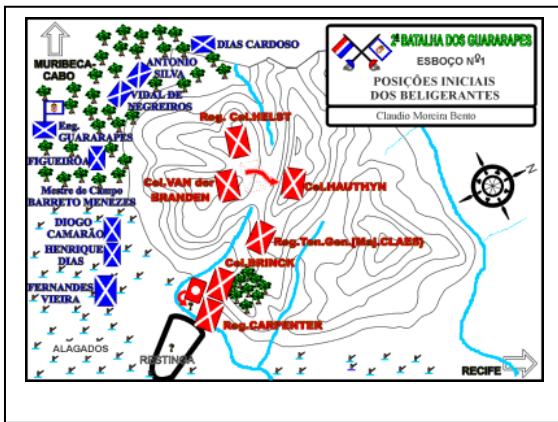 MURIBECA-
CABO
DIAS CARDOSO
ANTONIO
SILVA
VIDAL DE
NEGREIROS
2ª BATALHA DOS GUARARAPES
ESBOÇO Nº1
POSIÇÕES INICIAIS
DOS BELIGERANTES
Claudio Moreira Bento
Eng.
GUARARAPES
FIGUEIRÔA
Mestre de Campo
BARRETO MENEZES
DIOGO
CAMARÃO
HENRIQUE
DIAS
FERNANDES
VIEIRA
Reg. Col.HELST
Col.VAN der
BRANDEN
Col.HAUTHYN
Reg.Ten.Gen.[Maj.CLAES]
Col.BRINCK
Reg.CARPENTER
?
?
ALAGADOS
RESTINGA
N
RECIFE